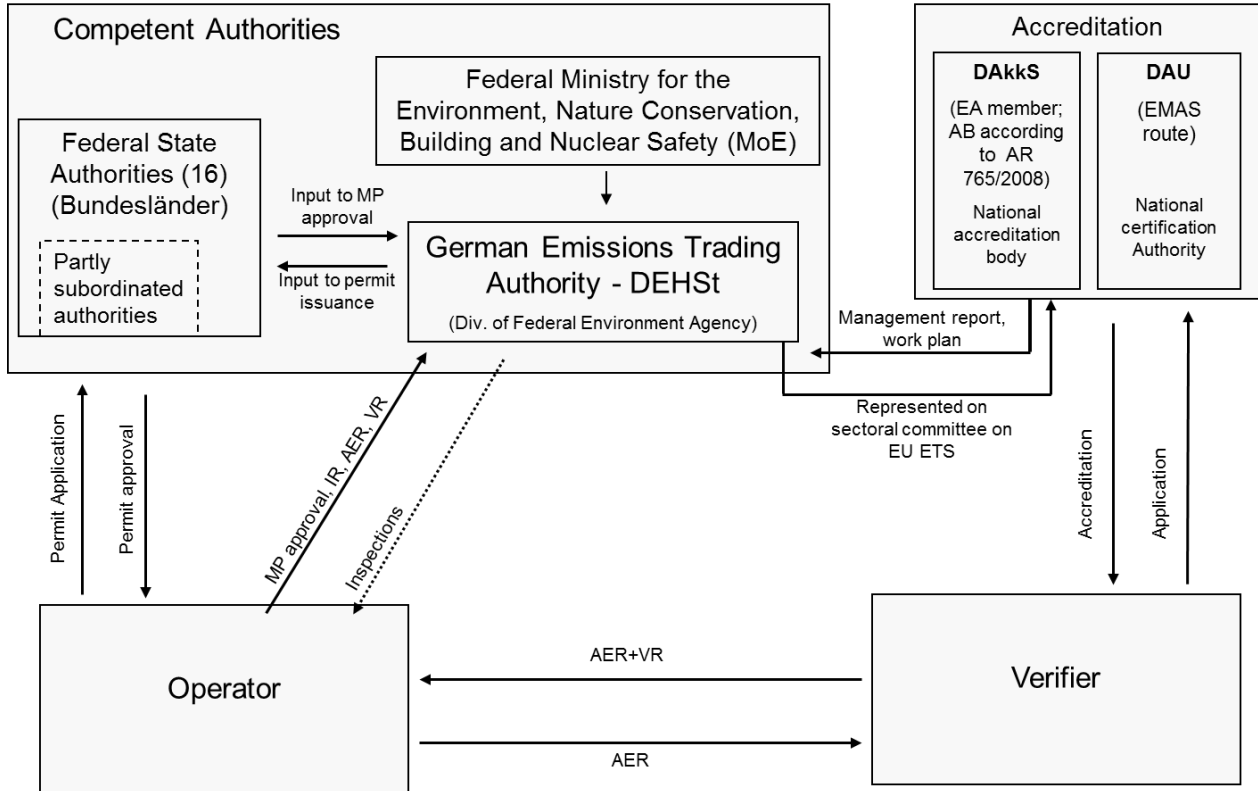 Competent Authorities
Federal Ministry for the
Environment, Nature Conservation,
Building and Nuclear Safety (MoE)
Federal State
Authorities (16)
(Bundesländer)
Partly
subordinated
authorities
Input to MP
approval
Input to permit
issuance
German Emissions Trading
Authority - DEHSt
(Div. of Federal Environment Agency)
Accreditation
DAkkS
(EA member;
AB according
to AR
765/2008)
National
accreditation
body
DAU
(EMAS
route)
National
certification
Authority
Management report,
work plan
Represented on
sectoral committee on
EU ETS
Permit Application
Permit approval
MP approval, IR, AER, VR
Inspections
Accreditation
Application
Operator
AER+VR
AER
Verifier